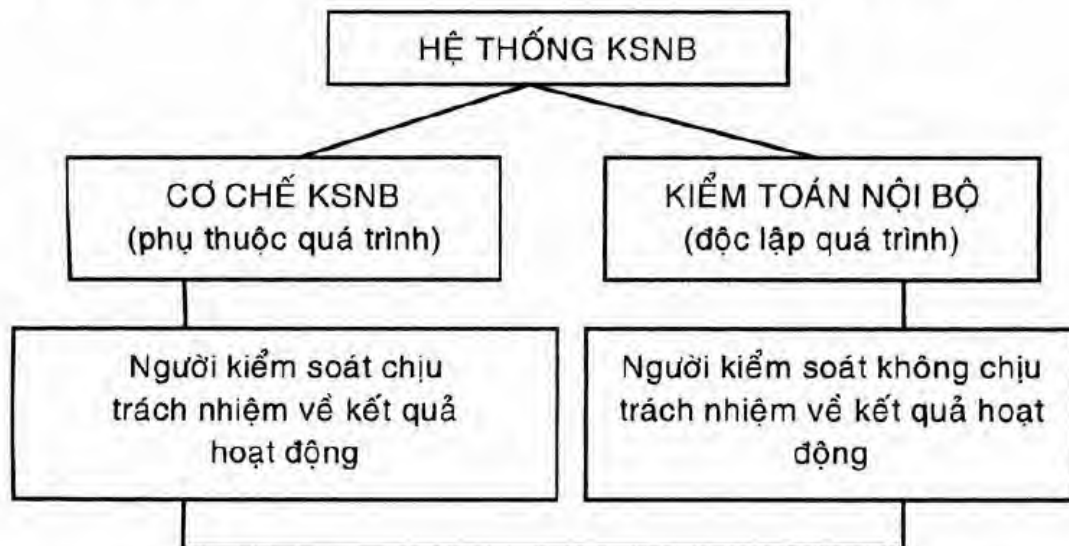 HỆ THỐNG KSNB
CƠ CHẾ KSNB
(phụ thuộc quá trình)
KIỂM TOÁN NỘI BỘ
(độc lập quá trình)
Người kiểm soát chịu
trách nhiệm về kết quả
hoạt động
Người kiểm soát không chịu
trách nhiệm về kết quả hoạt
động